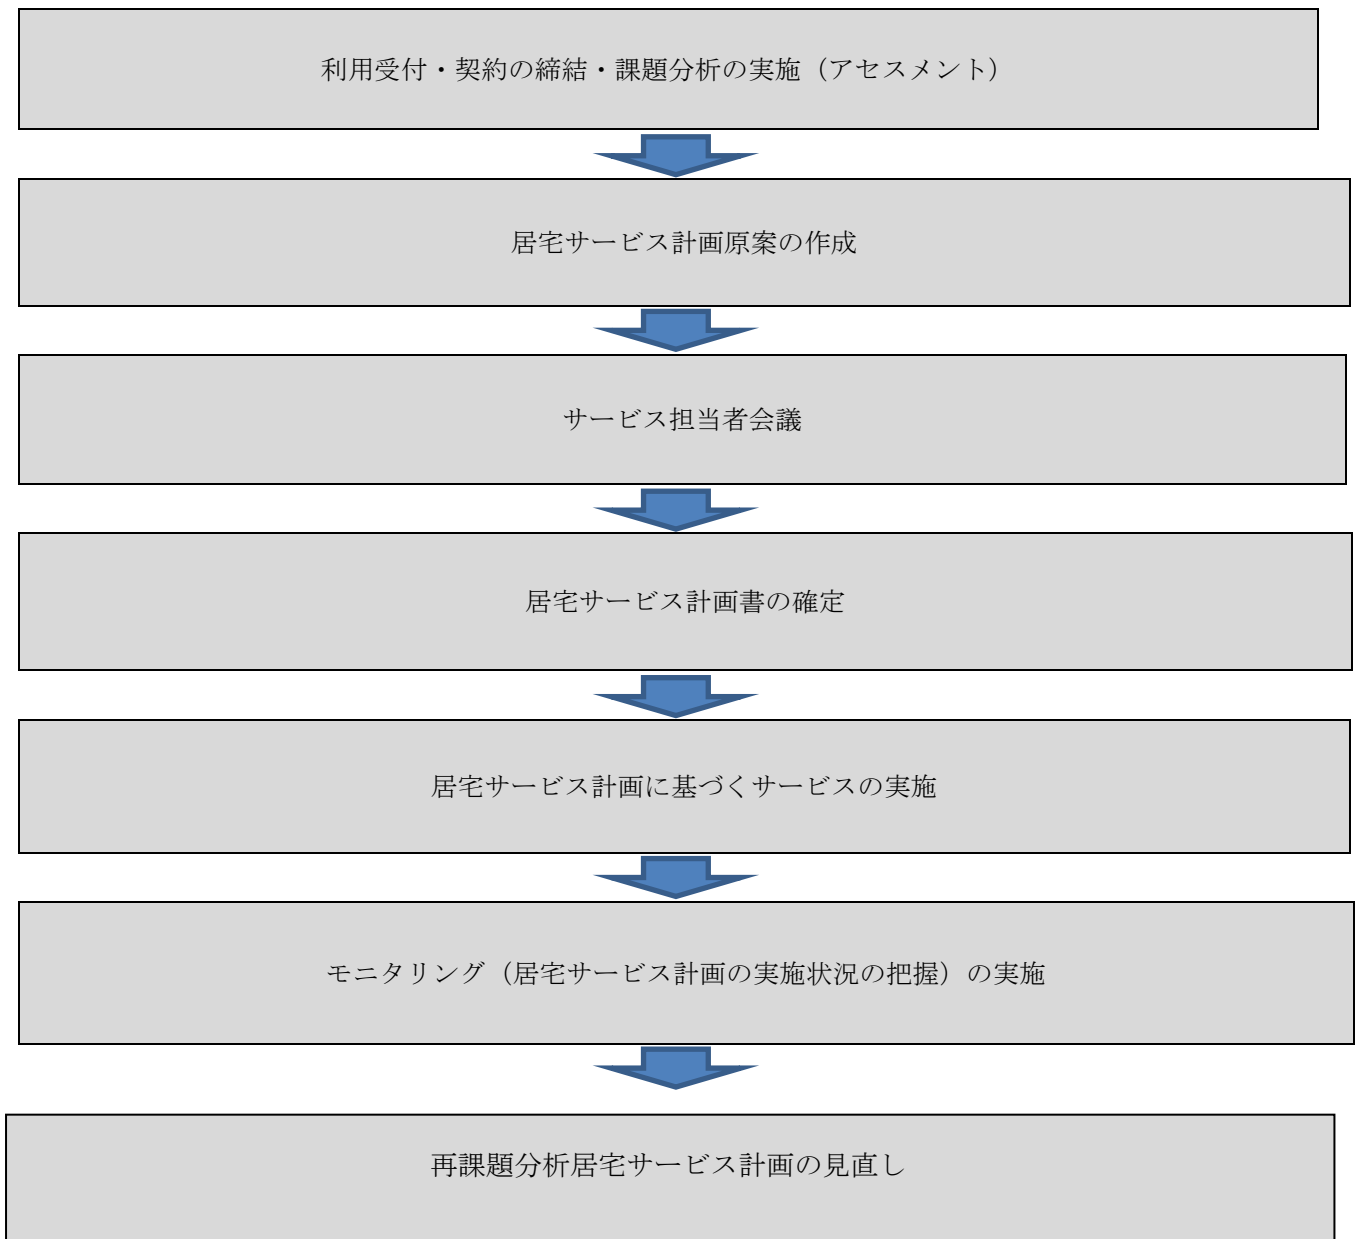 利用受付・契約の締結・課題分析の実施（アセスメント）
居宅サービス計画原案の作成
サービス担当者会議
居宅サービス計画書の確定
居宅サービス計画に基づくサービスの実施
モニタリング（居宅サービス計画の実施状況の把握）の実施
再課題分析居宅サービス計画の見直し